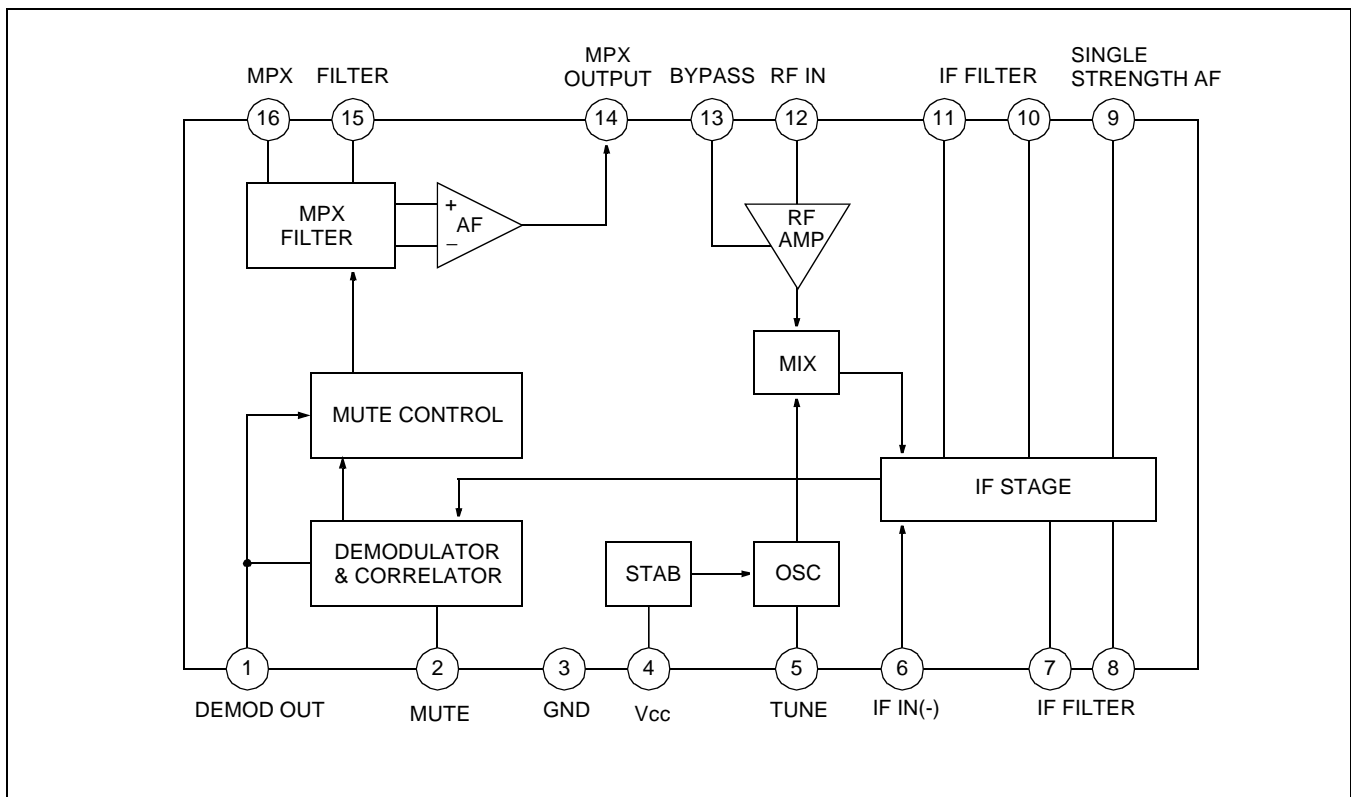 MPX
FILTER
MPX
OUTPUT
BYPASS
RF IN
IF FILTER
SINGLE
STRENGTH AF
16
15
14
13
12
11
10
9
MPX
FILTER
+
−
AF
RF
AMP
MIX
MUTE CONTROL
IF STAGE
DEMODULATOR
& CORRELATOR
STAB
OSC
1
2
3
4
5
6
7
8
DEMOD OUT
MUTE
GND
Vcc
TUNE
IF IN(-)
IF FILTER